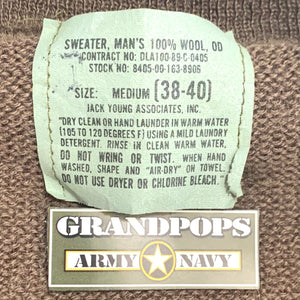 SWEATER, MAN'S 100% WOOL, OD
CONTRACT NO: DLA100-89-C-0405
STOCK NO: 8405-00-163-8906
SIZE: MEDIUM (38-40)
JACK YOUNG ASSOCIATES, INC.
"DRY CLEAN OR HAND LAUNDER IN WARM WATER
(105 TO 120 DEGREES F) USING A MILD LAUNDRY
DETERGENT. RINSE IN CLEAN WARM WATER.
DO NOT WRING OR TWIST. WHEN HAND
WASHED, SHAPE AND "AIR-DRY" ON TOWEL.
DO NOT USE DRYER OR CHLORINE BLEACH."
GRANDPOPS
ARMY NAVY